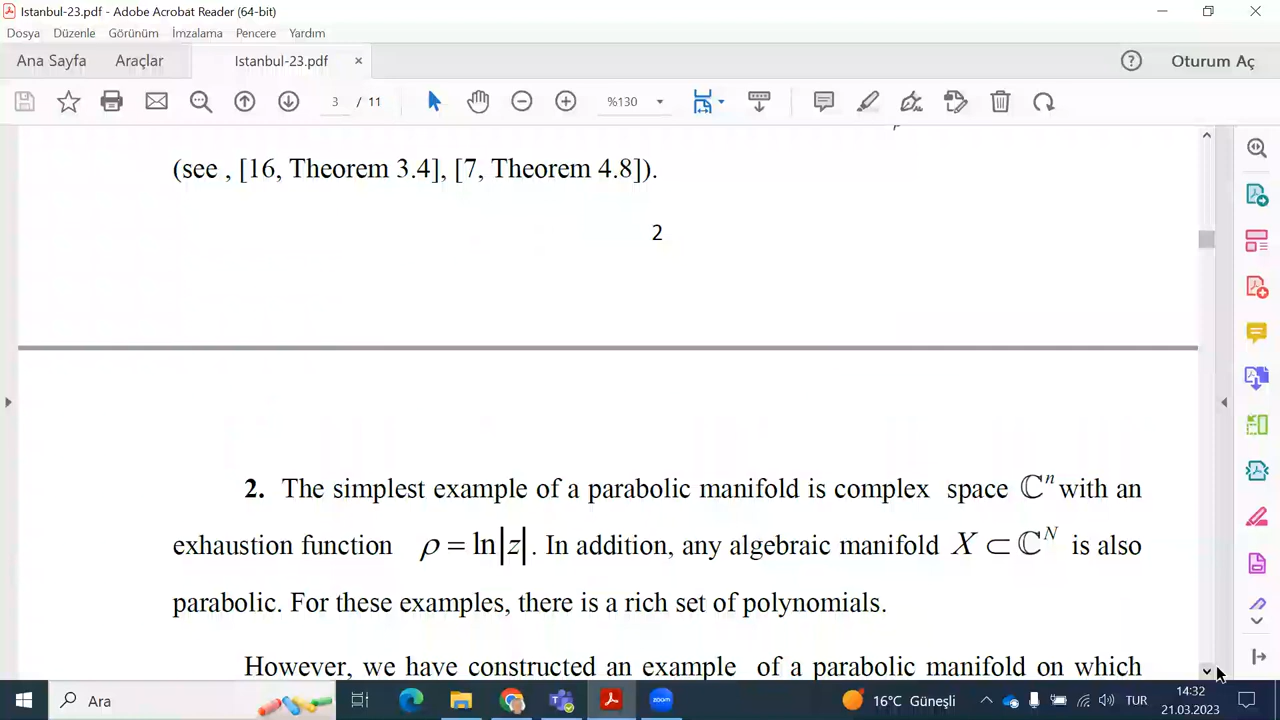 Istanbul-23.pdf - Adobe Acrobat Reader (64-bit)
Dosya Düzenle Görünüm İmzalama Pencere Yardım
Ana Sayfa Araçlar Istanbul-23.pdf × ? Oturum Aç
3 / 11 %130
(see , [16, Theorem 3.4], [7, Theorem 4.8]).
2
2. The simplest example of a parabolic manifold is complex space ℂⁿ with an
exhaustion function ρ = ln|z|. In addition, any algebraic manifold X ⊂ ℂᴺ is also
parabolic. For these examples, there is a rich set of polynomials.
However, we have constructed an example of a parabolic manifold on which
Ara zoom 16°C Güneşli TUR 14:32
21.03.2023